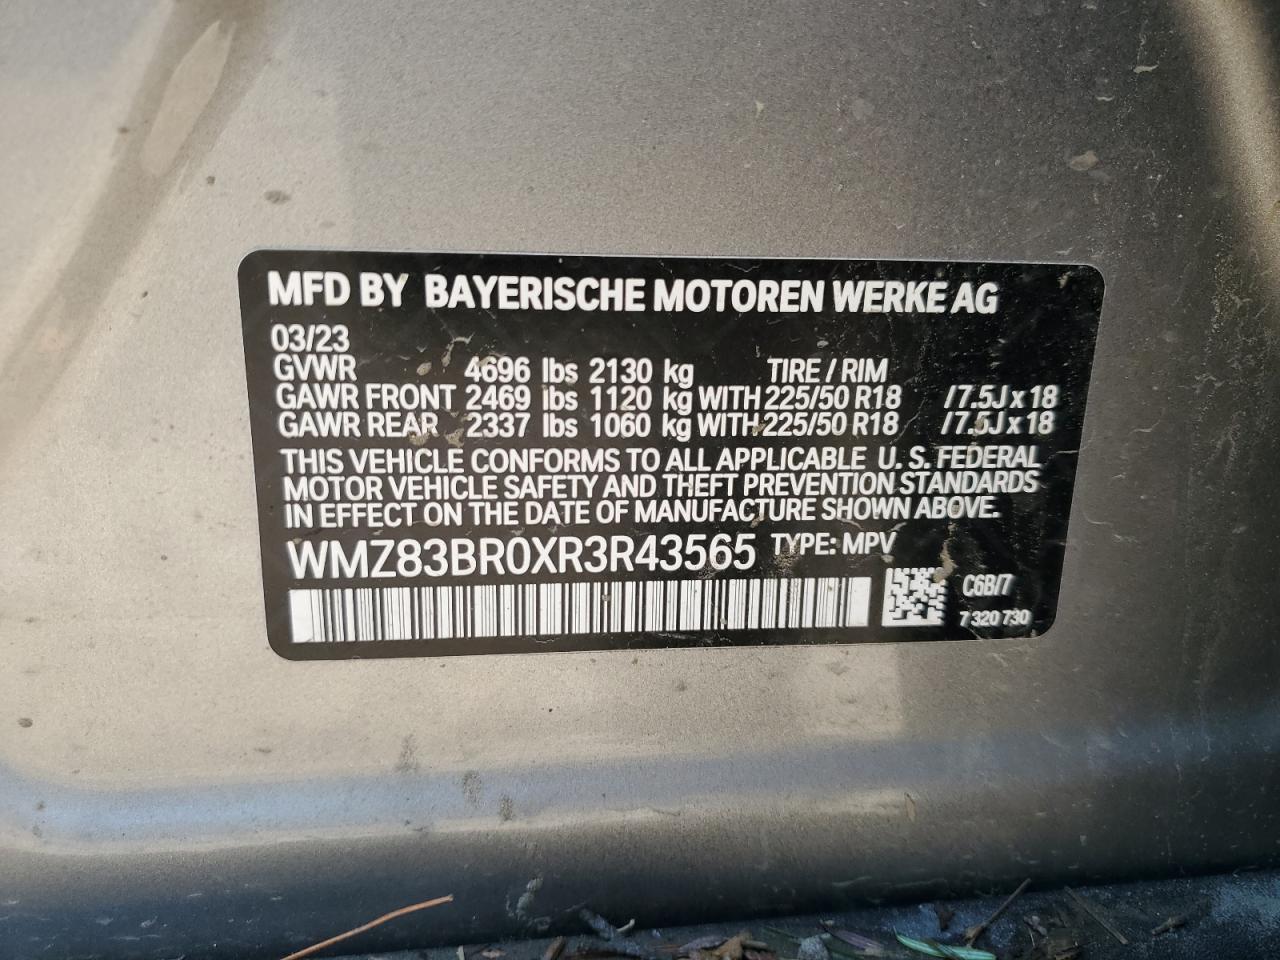 MFD BY BAYERISCHE MOTOREN WERKE AG
03/23
GVWR 4696 lbs 2130 kg TIRE / RIM
GAWR FRONT 2469 lbs 1120 kg WITH 225/50 R18 /7.5J x 18
GAWR REAR 2337 lbs 1060 kg WITH 225/50 R18 /7.5J x 18
THIS VEHICLE CONFORMS TO ALL APPLICABLE U. S. FEDERAL
MOTOR VEHICLE SAFETY AND THEFT PREVENTION STANDARDS
IN EFFECT ON THE DATE OF MANUFACTURE SHOWN ABOVE.
WMZ83BR0XR3R43565 TYPE: MPV
C6B/7
7 320 730